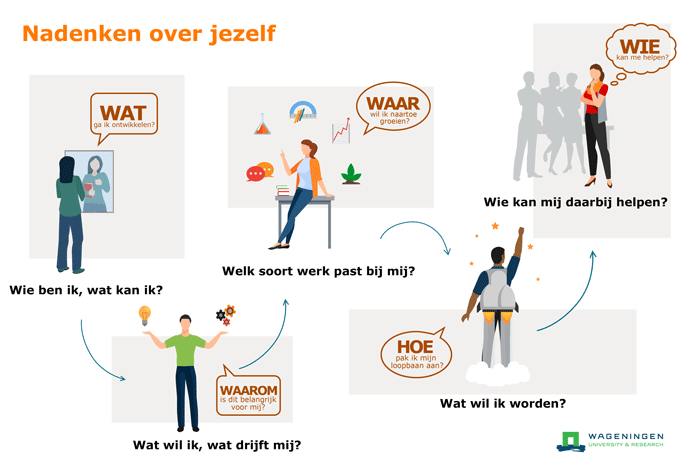 Nadenken over jezelf
WAT
ga ik ontwikkelen?
Wie ben ik, wat kan ik?
WAAROM
is dit belangrijk
voor mij?
Wat wil ik, wat drijft mij?
WAAR
wil ik naartoe
groeien?
Welk soort werk past bij mij?
HOE
pak ik mijn
loopbaan aan?
Wat wil ik worden?
WIE
kan me helpen?
Wie kan mij daarbij helpen?
WAGENINGEN
UNIVERSITY & RESEARCH